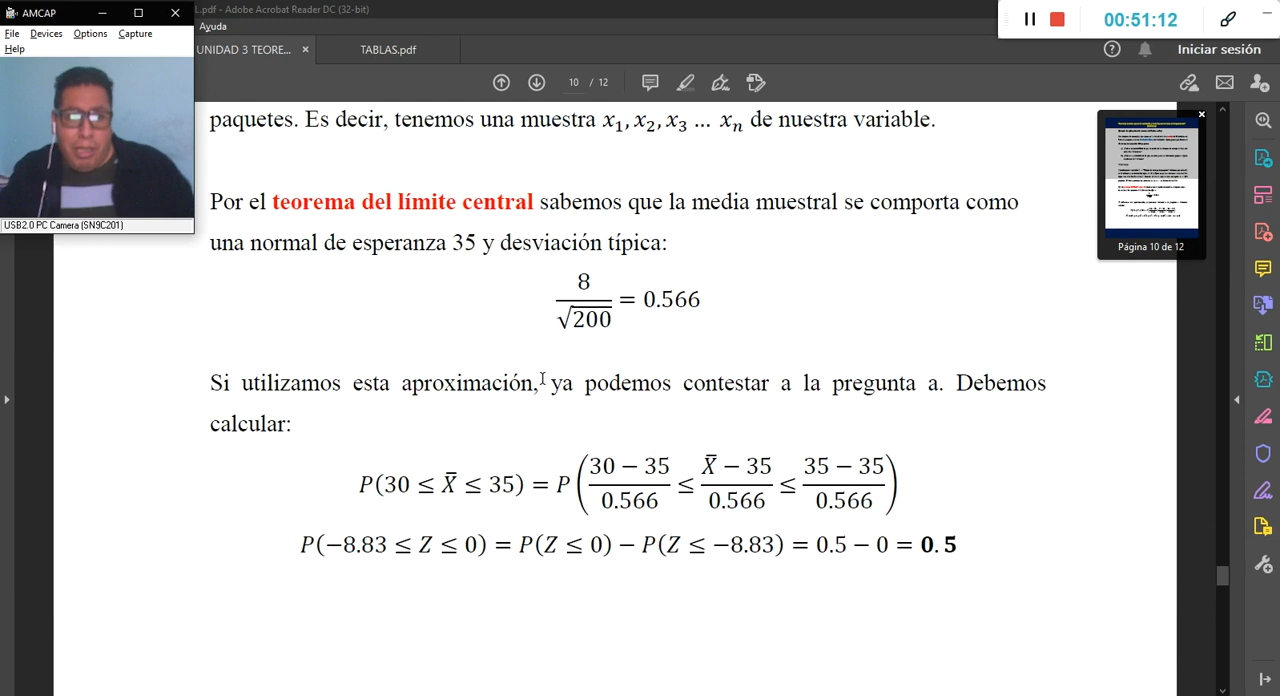 AMCAP
File Devices Options Capture
Help
USB2.0 PC Camera (SN9C201)
L.pdf - Adobe Acrobat Reader DC (32-bit)
Ayuda
UNIDAD 3 TEORE... ×
TABLAS.pdf
10 / 12
00:51:12
Iniciar sesión
paquetes. Es decir, tenemos una muestra x₁, x₂, x₃ … xₙ de nuestra variable.
Por el teorema del límite central sabemos que la media muestral se comporta como
una normal de esperanza 35 y desviación típica:
8/√200 = 0.566
Si utilizamos esta aproximación, ya podemos contestar a la pregunta a. Debemos
calcular:
P(30 ≤ X̄ ≤ 35) = P((30 − 35)/0.566 ≤ (X̄ − 35)/0.566 ≤ (35 − 35)/0.566)
P(−8.83 ≤ Z ≤ 0) = P(Z ≤ 0) − P(Z ≤ −8.83) = 0.5 − 0 = 0.5
Página 10 de 12